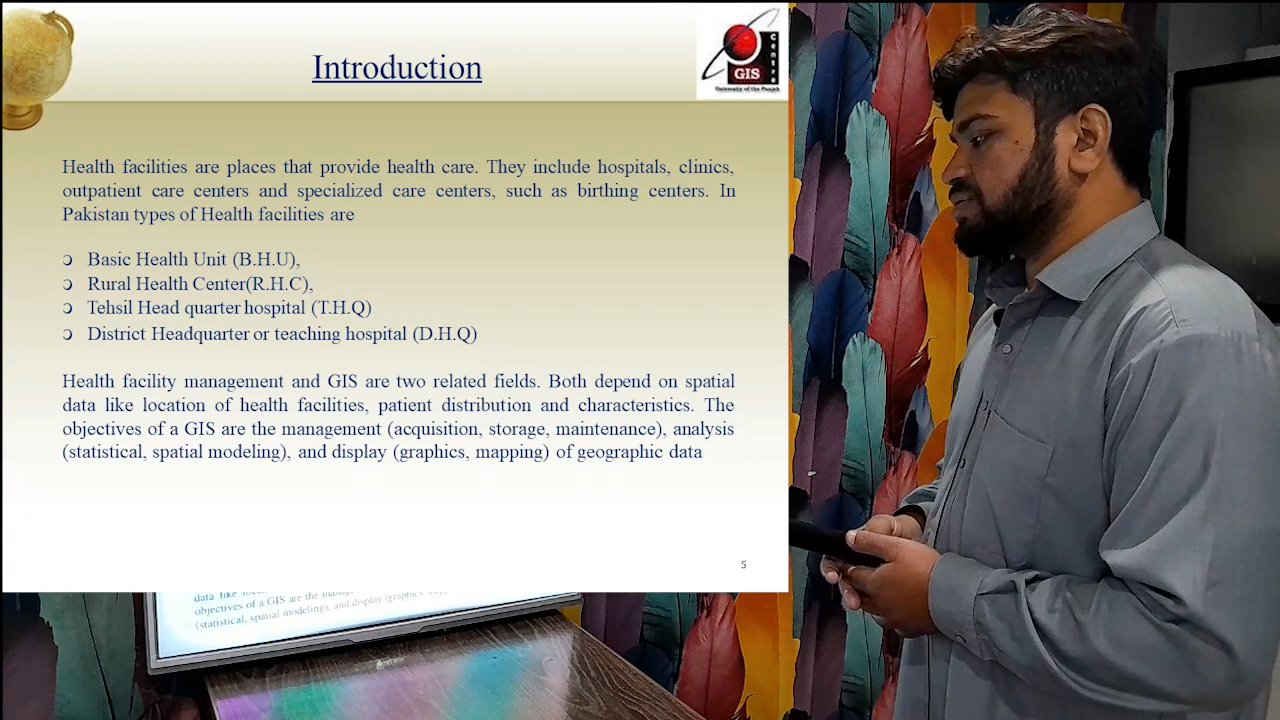 Introduction
GIS
Centre
University of the Punjab
Health facilities are places that provide health care. They include hospitals, clinics,
outpatient care centers and specialized care centers, such as birthing centers. In
Pakistan types of Health facilities are
Basic Health Unit (B.H.U),
Rural Health Center(R.H.C),
Tehsil Head quarter hospital (T.H.Q)
District Headquarter or teaching hospital (D.H.Q)
Health facility management and GIS are two related fields. Both depend on spatial
data like location of health facilities, patient distribution and characteristics. The
objectives of a GIS are the management (acquisition, storage, maintenance), analysis
(statistical, spatial modeling), and display (graphics, mapping) of geographic data
5
data like
objectives of a GIS are the
(statistical, spatial modeling), and display (graphics,